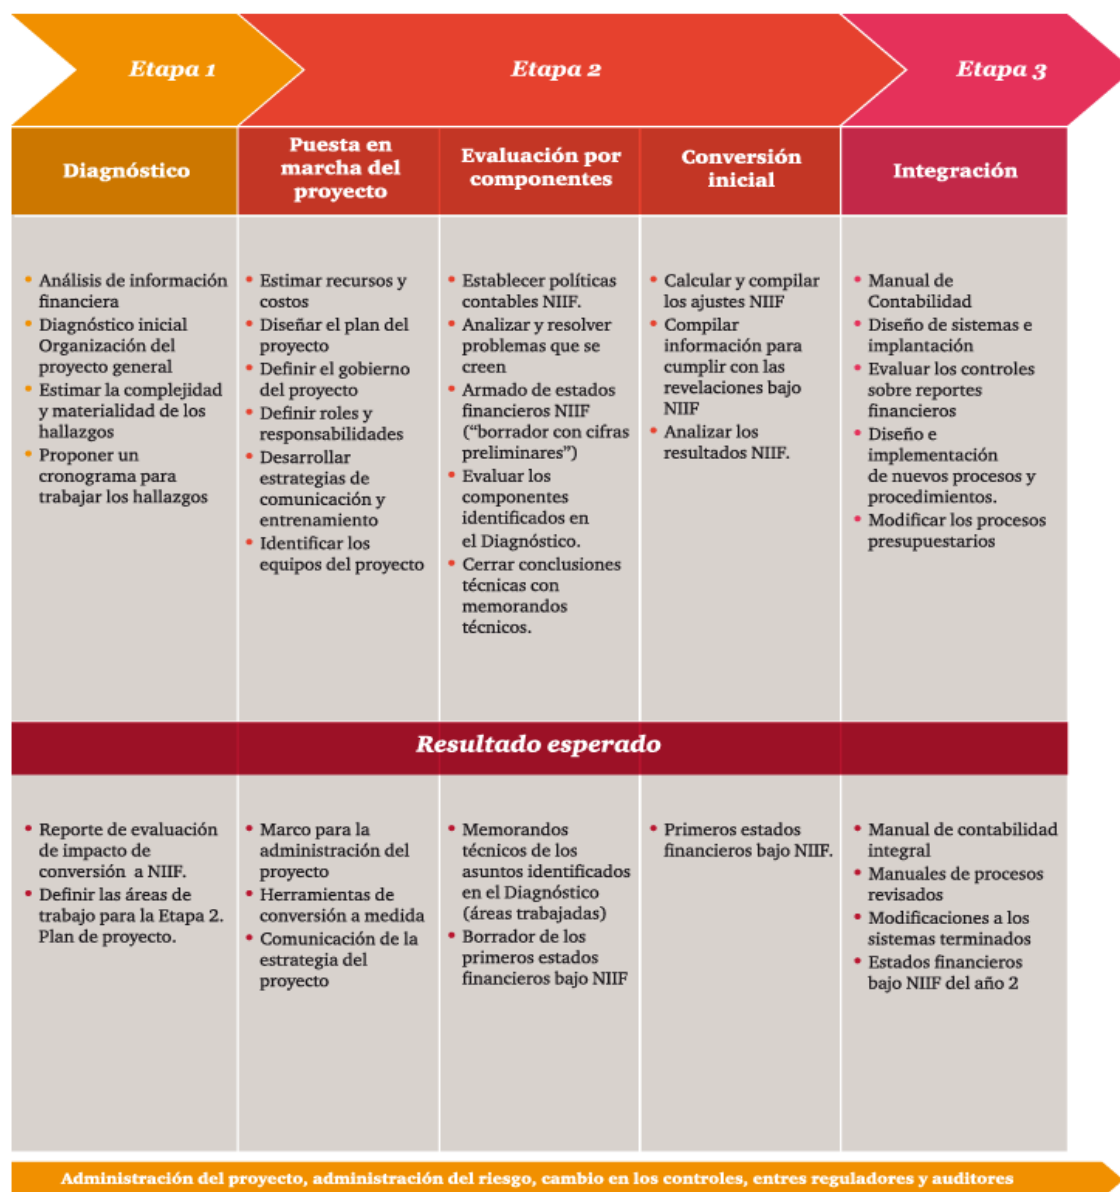 Etapa 1
Etapa 2
Etapa 3
Diagnóstico
Puesta en
marcha del
proyecto
Evaluación por
componentes
Conversión
inicial
Integración
• Análisis de información
financiera
• Diagnóstico inicial
Organización del
proyecto general
• Estimar la complejidad
y materialidad de los
hallazgos
• Proponer un
cronograma para
trabajar los hallazgos
• Estimar recursos y
costos
• Diseñar el plan del
proyecto
• Definir el gobierno
del proyecto
• Definir roles y
responsabilidades
• Desarrollar
estrategias de
comunicación y
entrenamiento
• Identificar los
equipos del proyecto
• Establecer políticas
contables NIIF.
• Analizar y resolver
problemas que se
creen
• Armado de estados
financieros NIIF
(“borrador con cifras
preliminares”)
• Evaluar los
componentes
identificados en
el Diagnóstico.
• Cerrar conclusiones
técnicas con
memorandos
técnicos.
• Calcular y compilar
los ajustes NIIF
• Compilar
información para
cumplir con las
revelaciones bajo
NIIF
• Analizar los
resultados NIIF.
• Manual de
Contabilidad
• Diseño de sistemas e
implantación
• Evaluar los controles
sobre reportes
financieros
• Diseño e
implementación
de nuevos procesos y
procedimientos.
• Modificar los procesos
presupuestarios
Resultado esperado
• Reporte de evaluación
de impacto de
conversión a NIIF.
• Definir las áreas de
trabajo para la Etapa 2.
Plan de proyecto.
• Marco para la
administración del
proyecto
• Herramientas de
conversión a medida
• Comunicación de la
estrategia del
proyecto
• Memorandos
técnicos de los
asuntos identificados
en el Diagnóstico
(áreas trabajadas)
• Borrador de los
primeros estados
financieros bajo NIIF
• Primeros estados
financieros bajo NIIF.
• Manual de contabilidad
integral
• Manuales de procesos
revisados
• Modificaciones a los
sistemas terminados
• Estados financieros
bajo NIIF del año 2
Administración del proyecto, administración del riesgo, cambio en los controles, entres reguladores y auditores